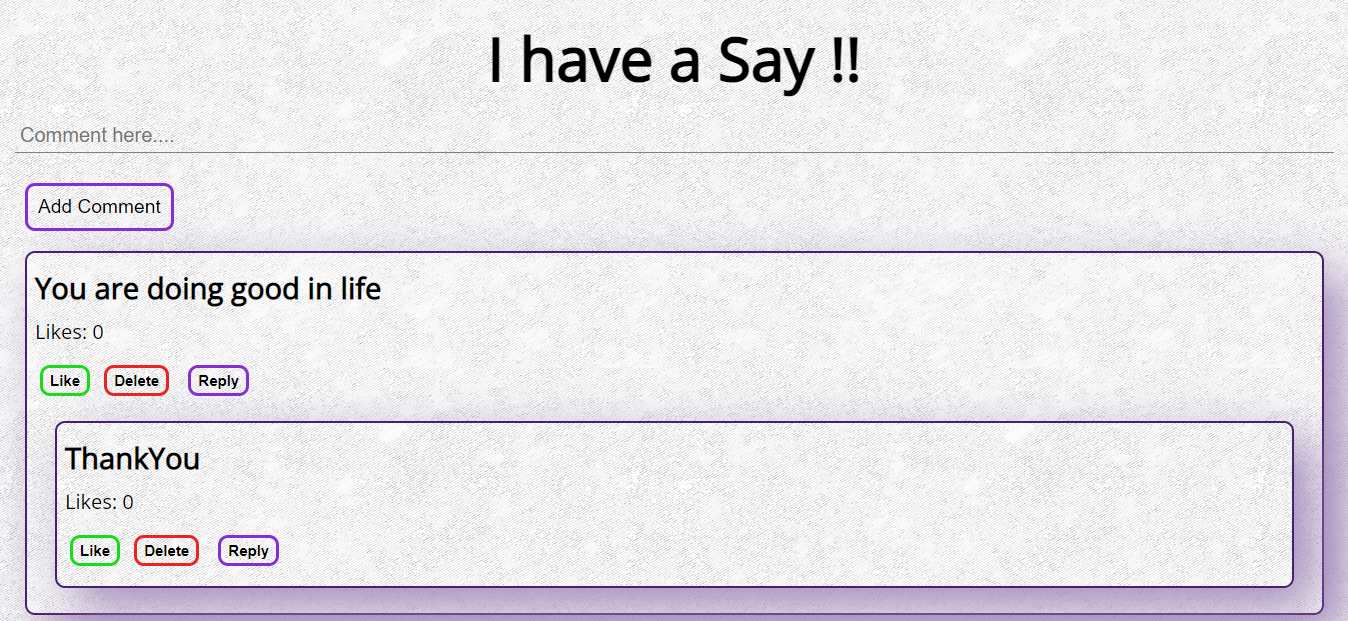 I have a Say !!
Comment here....
Add Comment
You are doing good in life
Likes: 0
Like Delete Reply
ThankYou
Likes: 0
Like Delete Reply